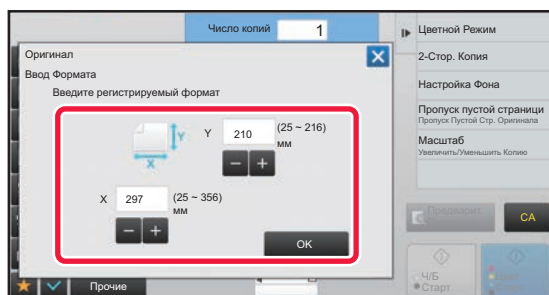 Число копий 1
Оригинал
Ввод Формата
Введите регистрируемый формат
Y
X
Y 210 (25 ~ 216)
мм
X 297 (25 ~ 356)
мм
OK
Прочие
Цветной Режим
2-Стор. Копия
Настройка Фона
Пропуск пустой страници
Пропуск Пустой Стр. Оригинала
Масштаб
Увеличить/Уменьшить Копию
Предварит.
CA
Ч/Б
Старт